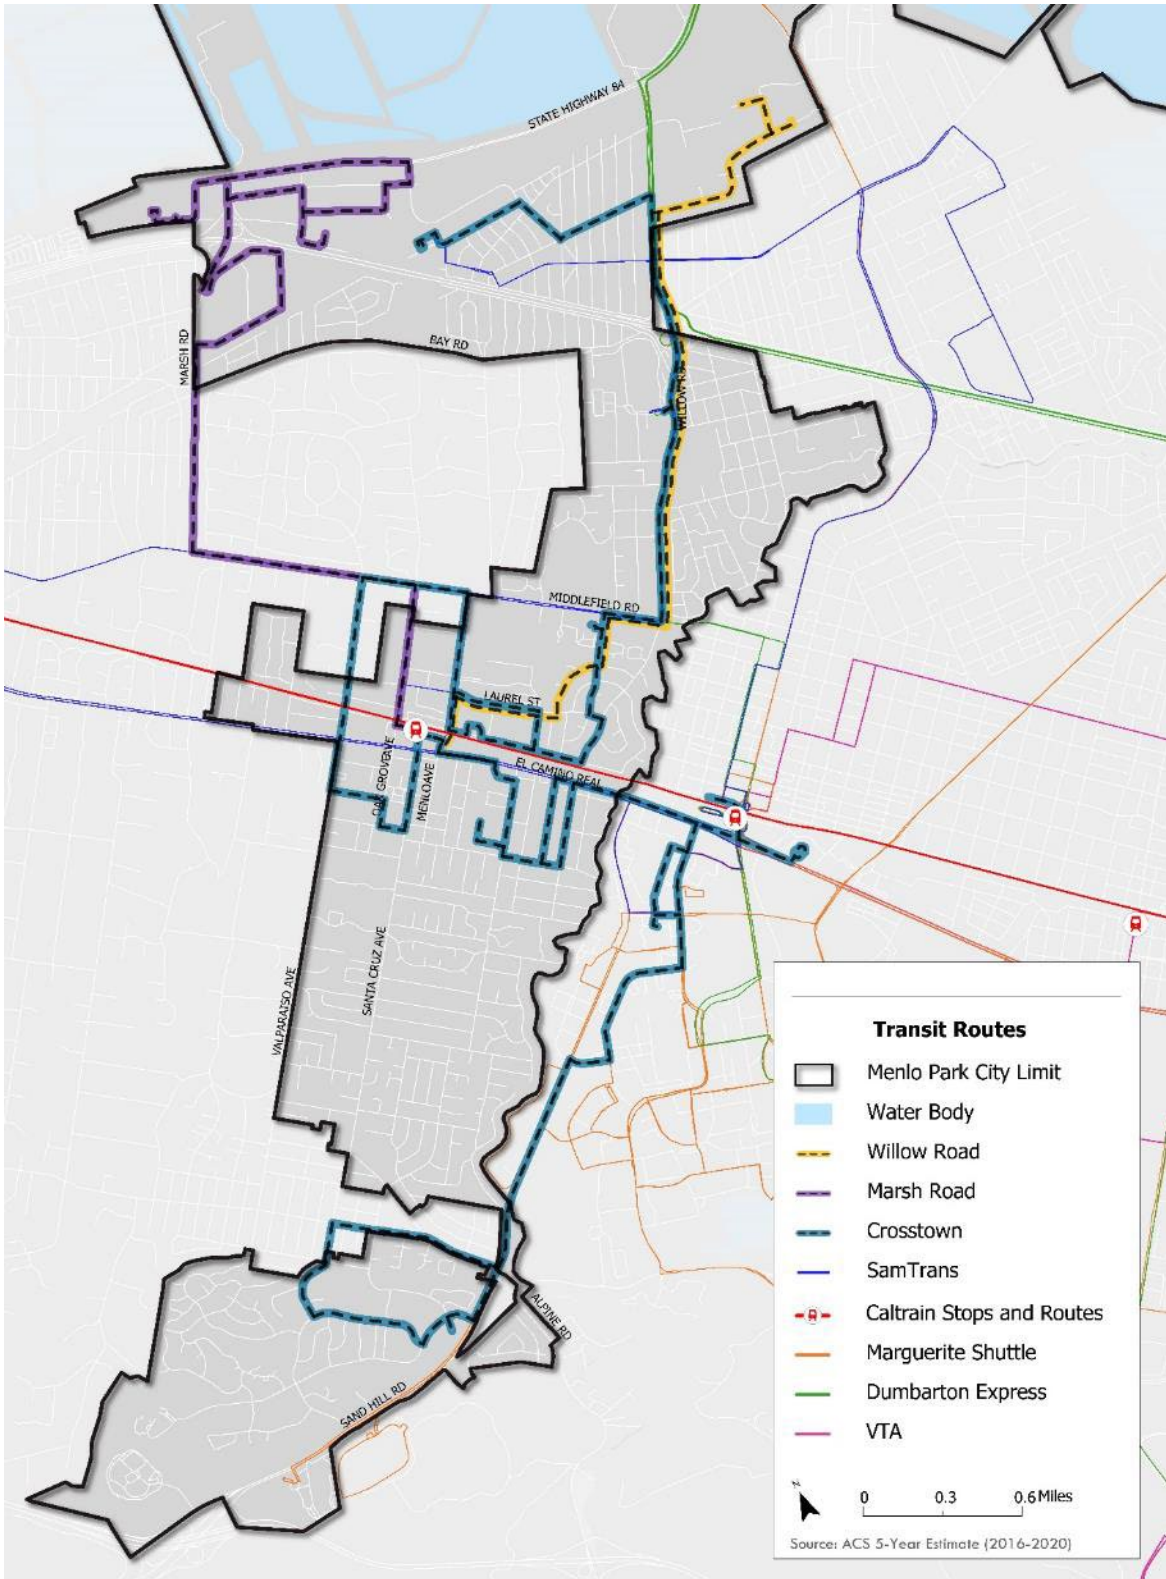 STATE HIGHWAY 84
BAY RD
MARSH RD
WILLOW RD
MIDDLEFIELD RD
LAUREL ST
EL CAMINO REAL
OAK GROVE AVE
MENLO AVE
SANTA CRUZ AVE
VALPARAISO AVE
ALPINE RD
SAND HILL RD
Transit Routes
Menlo Park City Limit
Water Body
Willow Road
Marsh Road
Crosstown
SamTrans
Caltrain Stops and Routes
Marguerite Shuttle
Dumbarton Express
VTA
N
0 0.3 0.6 Miles
Source: ACS 5-Year Estimate (2016-2020)